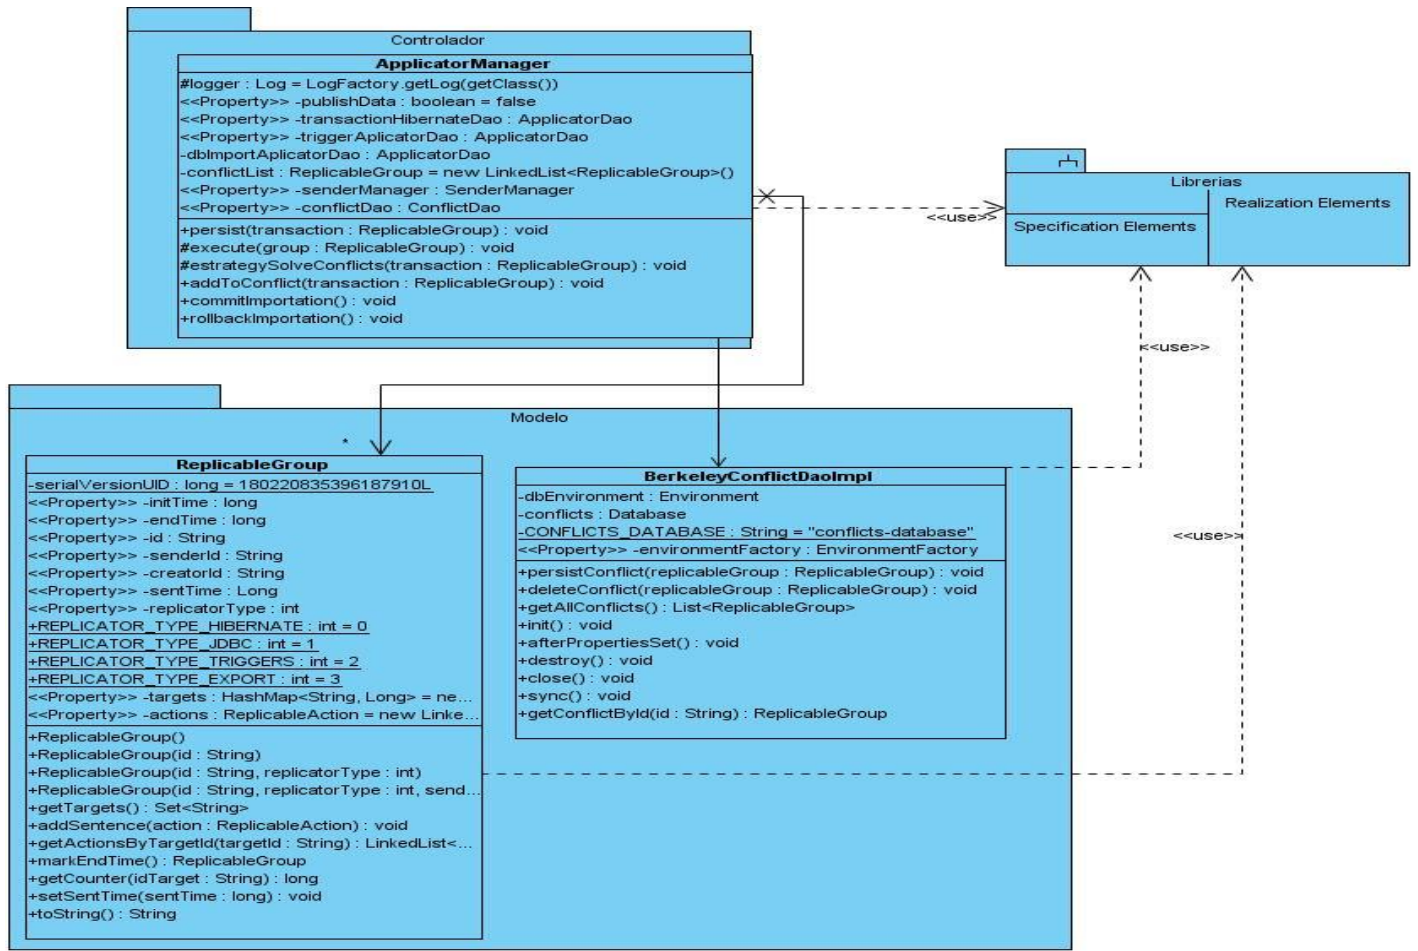 Controlador
ApplicatorManager
#logger : Log = LogFactory.getLog(getClass())
<<Property>> -publishData : boolean = false
<<Property>> -transactionHibernateDao : ApplicatorDao
<<Property>> -triggerAplicatorDao : ApplicatorDao
-dbImportAplicatorDao : ApplicatorDao
-conflictList : ReplicableGroup = new LinkedList<ReplicableGroup>()
<<Property>> -senderManager : SenderManager
<<Property>> -conflictDao : ConflictDao
+persist(transaction : ReplicableGroup) : void
#execute(group : ReplicableGroup) : void
#estrategySolveConflicts(transaction : ReplicableGroup) : void
+addToConflict(transaction : ReplicableGroup) : void
+commitImportation() : void
+rollbackImportation() : void
<<use>>
Librerias
Realization Elements
Specification Elements
<<use>>
<<use>>
Modelo
*
ReplicableGroup
-serialVersionUID : long = 180220835396187910L
<<Property>> -initTime : long
<<Property>> -endTime : long
<<Property>> -id : String
<<Property>> -senderId : String
<<Property>> -creatorId : String
<<Property>> -sentTime : Long
<<Property>> -replicatorType : int
+REPLICATOR_TYPE_HIBERNATE : int = 0
+REPLICATOR_TYPE_JDBC : int = 1
+REPLICATOR_TYPE_TRIGGERS : int = 2
+REPLICATOR_TYPE_EXPORT : int = 3
<<Property>> -targets : HashMap<String, Long> = ne...
<<Property>> -actions : ReplicableAction = new Linke...
+ReplicableGroup()
+ReplicableGroup(id : String)
+ReplicableGroup(id : String, replicatorType : int)
+ReplicableGroup(id : String, replicatorType : int, send...
+getTargets() : Set<String>
+addSentence(action : ReplicableAction) : void
+getActionsByTargetId(targetId : String) : LinkedList<...
+markEndTime() : ReplicableGroup
+getCounter(idTarget : String) : long
+setSentTime(sentTime : long) : void
+toString() : String
BerkeleyConflictDaoImpl
-dbEnvironment : Environment
-conflicts : Database
-CONFLICTS_DATABASE : String = "conflicts-database"
<<Property>> -environmentFactory : EnvironmentFactory
+persistConflict(replicableGroup : ReplicableGroup) : void
+deleteConflict(replicableGroup : ReplicableGroup) : void
+getAllConflicts() : List<ReplicableGroup>
+init() : void
+afterPropertiesSet() : void
+destroy() : void
+close() : void
+sync() : void
+getConflictById(id : String) : ReplicableGroup